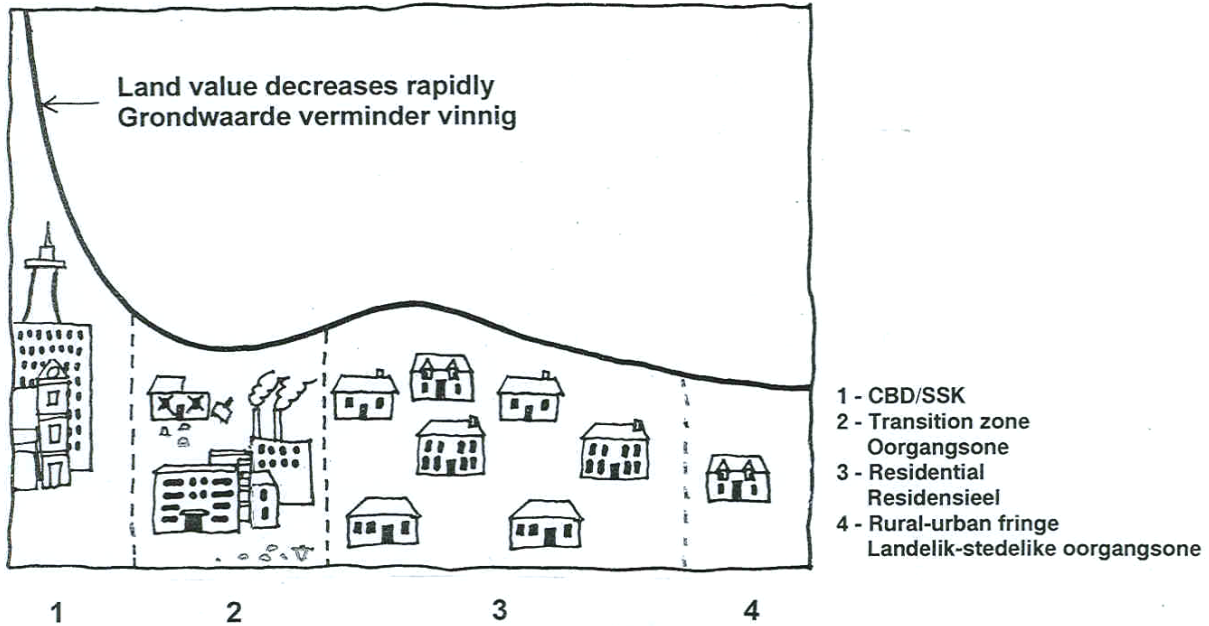 Land value decreases rapidly
Grondwaarde verminder vinnig
1 - CBD/SSK
2 - Transition zone
Oorgangsone
3 - Residential
Residensieel
4 - Rural-urban fringe
Landelik-stedelike oorgangsone
1 2 3 4